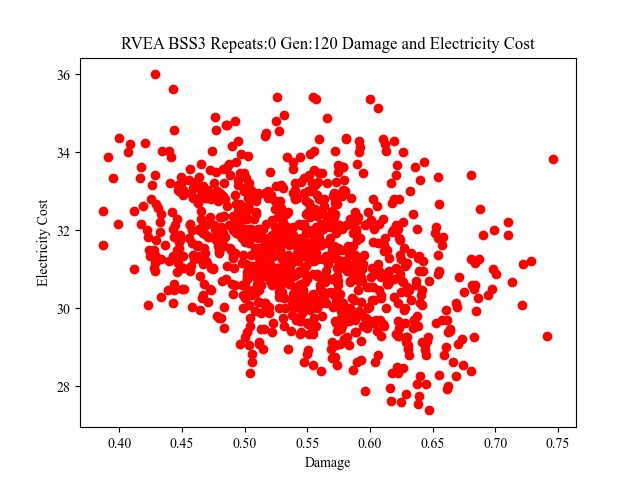 RVEA BSS3 Repeats:0 Gen:120 Damage and Electricity Cost
36
34
32
30
28
Electricity Cost
0.40 0.45 0.50 0.55 0.60 0.65 0.70 0.75
Damage